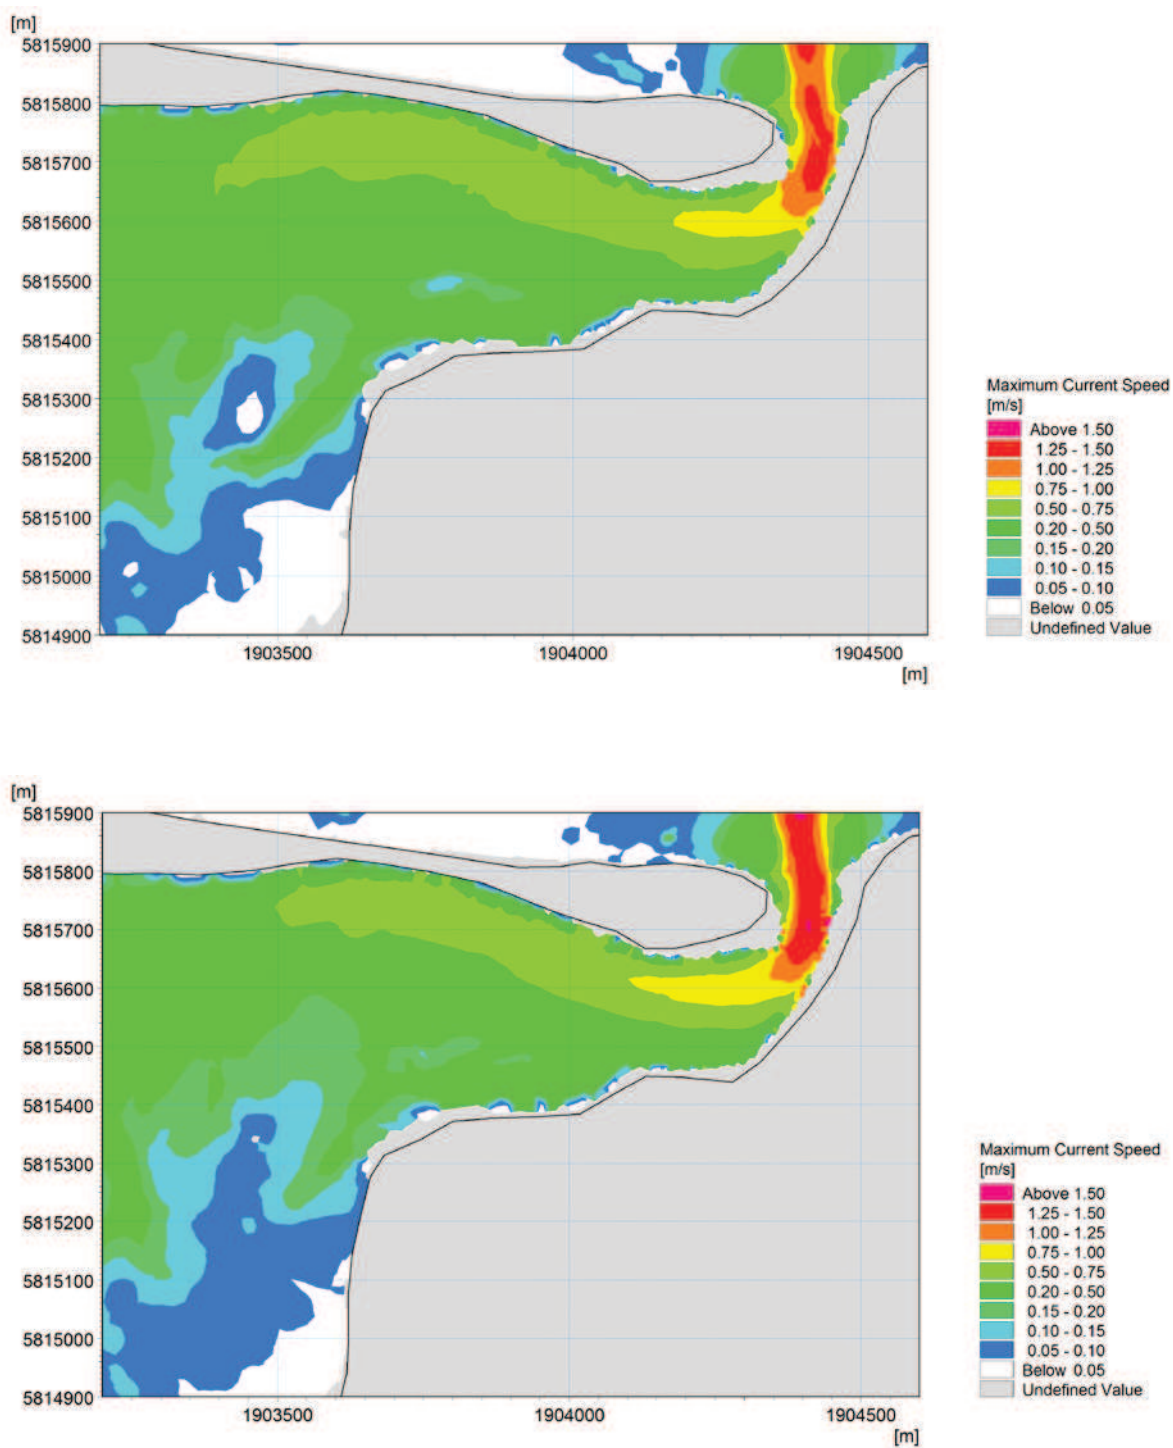 [m]
5815900
5815800
5815700
5815600
5815500
5815400
5815300
5815200
5815100
5815000
5814900
1903500 1904000 1904500
[m]
Maximum Current Speed
[m/s]
Above 1.50
1.25 - 1.50
1.00 - 1.25
0.75 - 1.00
0.50 - 0.75
0.20 - 0.50
0.15 - 0.20
0.10 - 0.15
0.05 - 0.10
Below 0.05
Undefined Value
[m]
5815900
5815800
5815700
5815600
5815500
5815400
5815300
5815200
5815100
5815000
5814900
1903500 1904000 1904500
[m]
Maximum Current Speed
[m/s]
Above 1.50
1.25 - 1.50
1.00 - 1.25
0.75 - 1.00
0.50 - 0.75
0.20 - 0.50
0.15 - 0.20
0.10 - 0.15
0.05 - 0.10
Below 0.05
Undefined Value